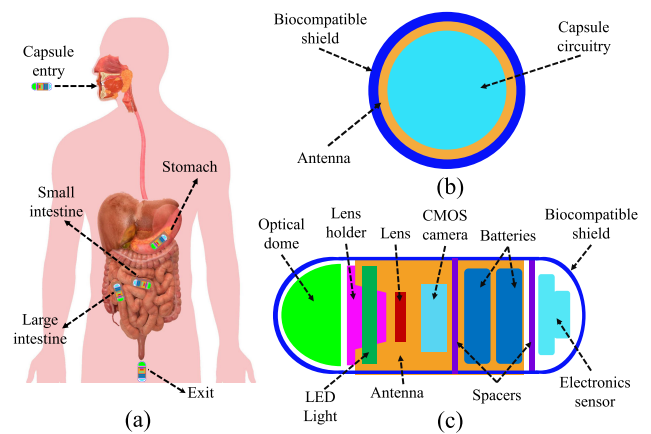 (a)
Capsule
entry
Stomach
Small
intestine
Large
intestine
Exit
Biocompatible
shield
Capsule
circuitry
Antenna
(b)
Optical
dome
Lens
holder
Lens
CMOS
camera
Batteries
Biocompatible
shield
LED
Light
Antenna
Spacers
Electronics
sensor
(a)
(c)